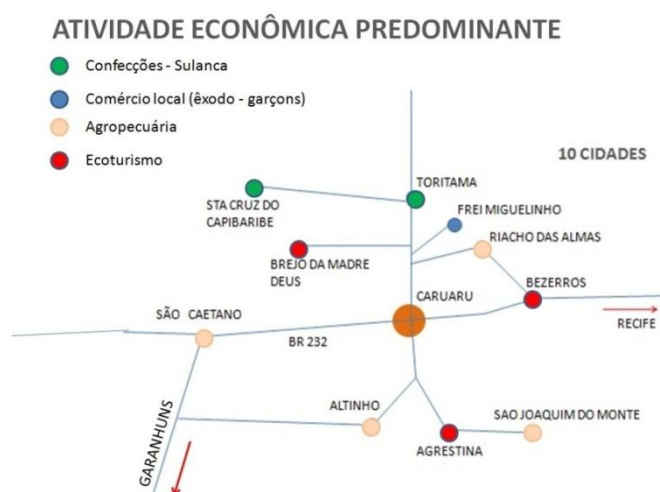 ATIVIDADE ECONÔMICA PREDOMINANTE
Confecções - Sulanca
Comércio local (êxodo - garçons)
Agropecuária
Ecoturismo
10 CIDADES
TORITAMA
STA CRUZ DO
CAPIBARIBE
FREI MIGUELINHO
RIACHO DAS ALMAS
BREJO DA MADRE
DEUS
BEZERROS
CARUARU
SÃO CAETANO
RECIFE
BR 232
ALTINHO
SAO JOAQUIM DO MONTE
AGRESTINA
GARANHUNS